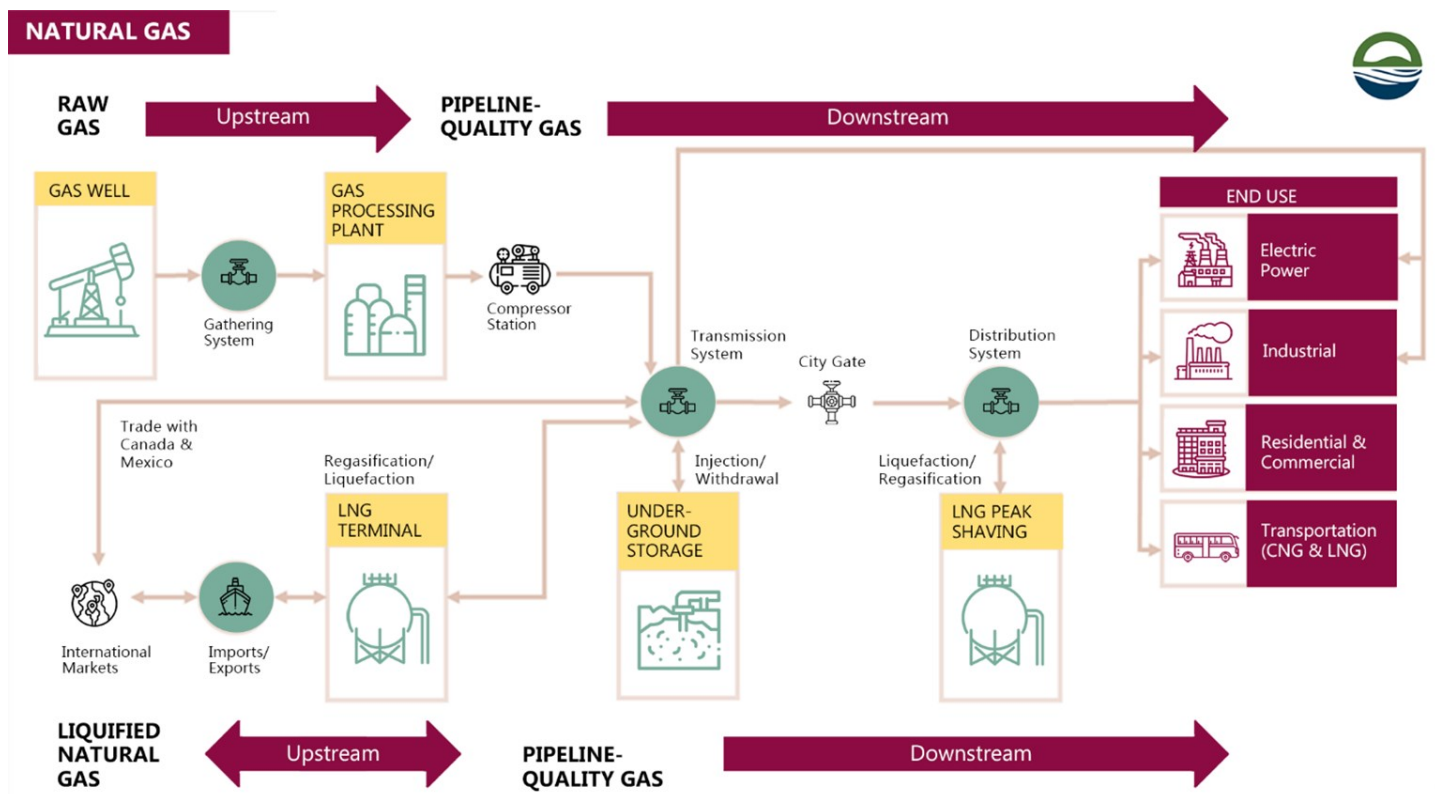 NATURAL GAS
RAW
GAS
Upstream
PIPELINE-
QUALITY GAS
Downstream
GAS WELL
Gathering
System
GAS
PROCESSING
PLANT
Compressor
Station
Transmission
System
City Gate
Distribution
System
END USE
Electric
Power
Industrial
Residential &
Commercial
Transportation
(CNG & LNG)
Trade with
Canada &
Mexico
Regasification/
Liquefaction
LNG
TERMINAL
Injection/
Withdrawal
UNDER-
GROUND
STORAGE
Liquefaction/
Regasification
LNG PEAK
SHAVING
International
Markets
Imports/
Exports
LIQUIFIED
NATURAL
GAS
Upstream
PIPELINE-
QUALITY GAS
Downstream